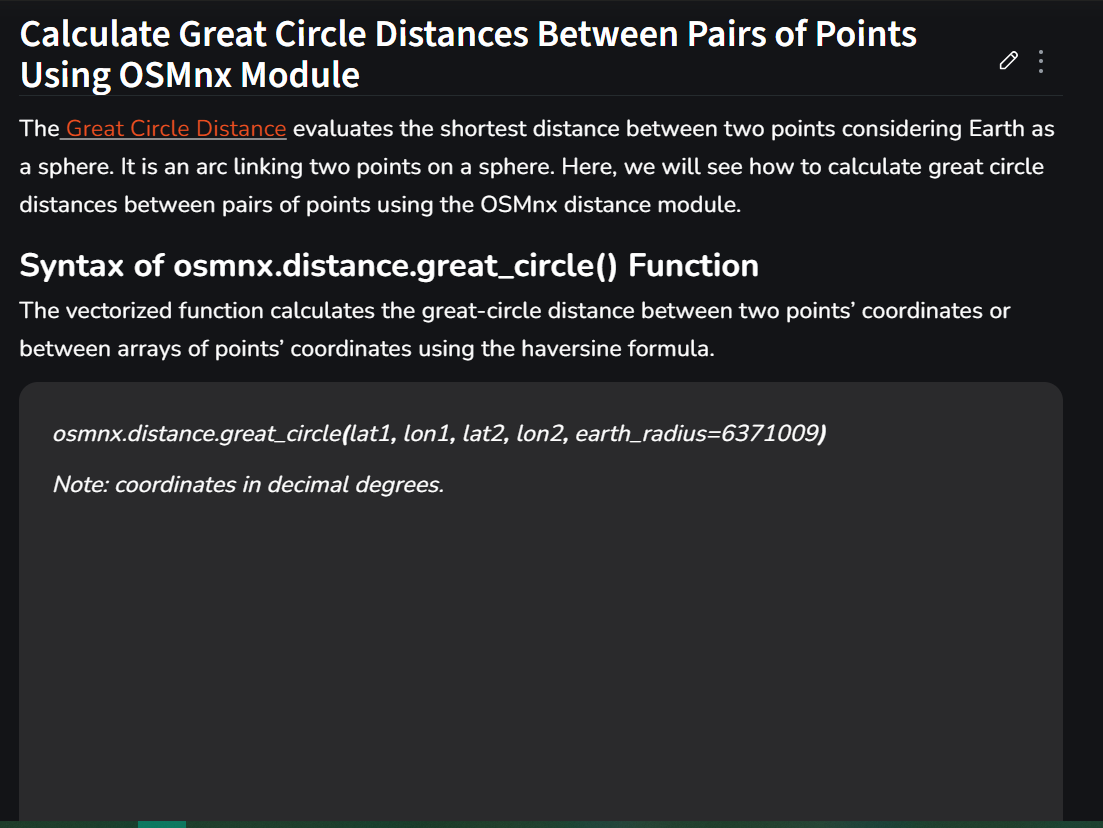 Calculate Great Circle Distances Between Pairs of Points
Using OSMnx Module
The Great Circle Distance evaluates the shortest distance between two points considering Earth as
a sphere. It is an arc linking two points on a sphere. Here, we will see how to calculate great circle
distances between pairs of points using the OSMnx distance module.
Syntax of osmnx.distance.great_circle() Function
The vectorized function calculates the great-circle distance between two points’ coordinates or
between arrays of points’ coordinates using the haversine formula.
osmnx.distance.great_circle(lat1, lon1, lat2, lon2, earth_radius=6371009)
Note: coordinates in decimal degrees.